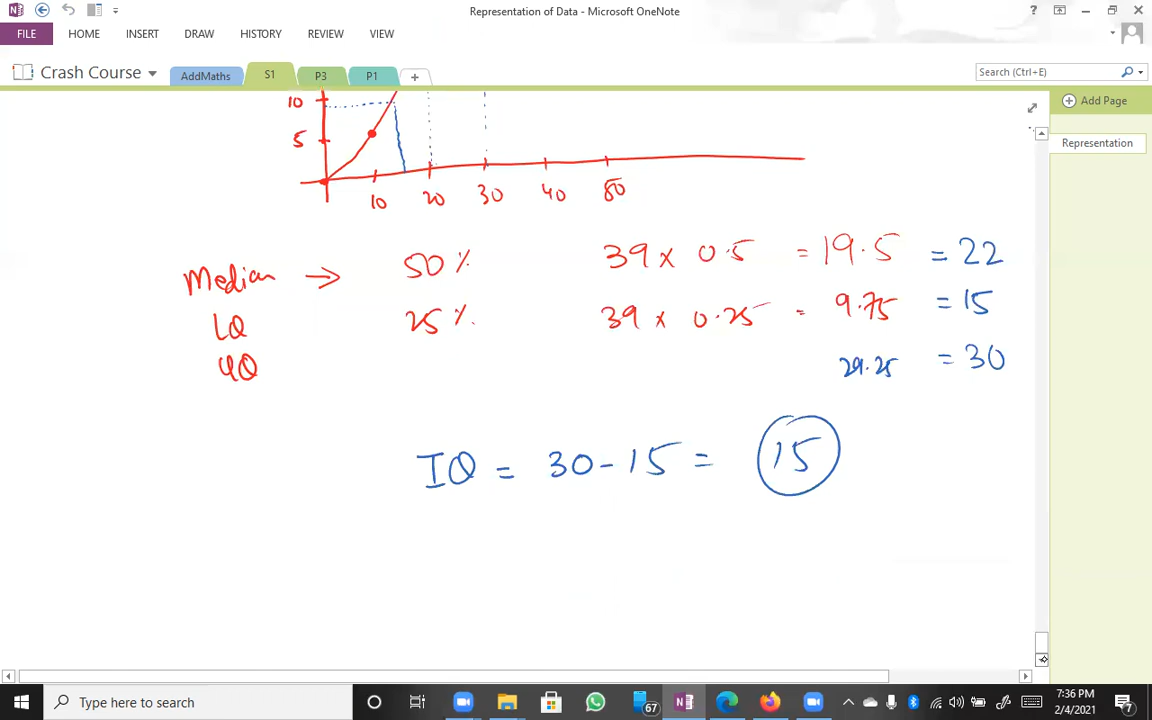 Representation of Data - Microsoft OneNote
FILE HOME INSERT DRAW HISTORY REVIEW VIEW
Crash Course AddMaths S1 P3 P1 Search (Ctrl+E)
Add Page
Representation
10
5
10 20 30 40 50
Median → 50 % 39 × 0.5 = 19.5 = 22
LQ 25 % 39 × 0.25 = 9.75 = 15
UQ 29.25 = 30
IQ = 30 - 15 = 15
Type here to search
67
7:36 PM
2/4/2021
7